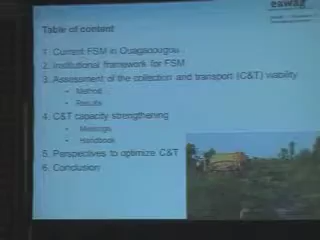 eawag
Table of content
1. Current FSM in Ouagadougou
2. Institutional framework for FSM
3. Assessment of the collection and transport (C&T) viability
• Method
• Results
4. C&T capacity strengthening
• Meetings
• Handbook
5. Perspectives to optimize C&T
6. Conclusion